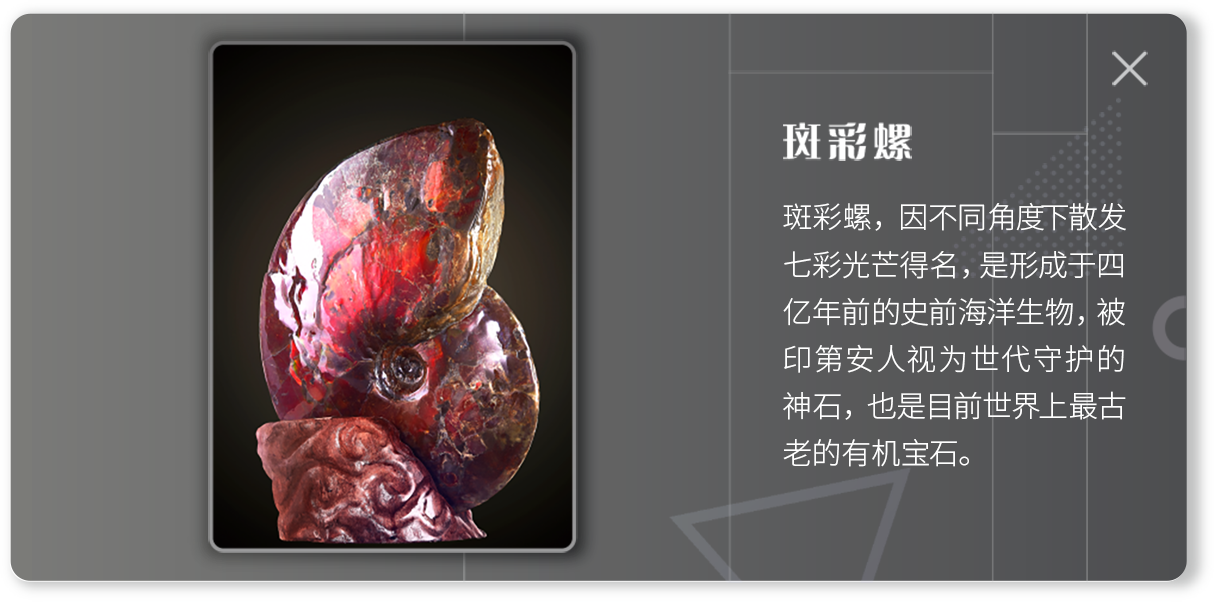 斑彩螺
斑彩螺，因不同角度下散发
七彩光芒得名，是形成于四
亿年前的史前海洋生物，被
印第安人视为世代守护的
神石，也是目前世界上最古
老的有机宝石。